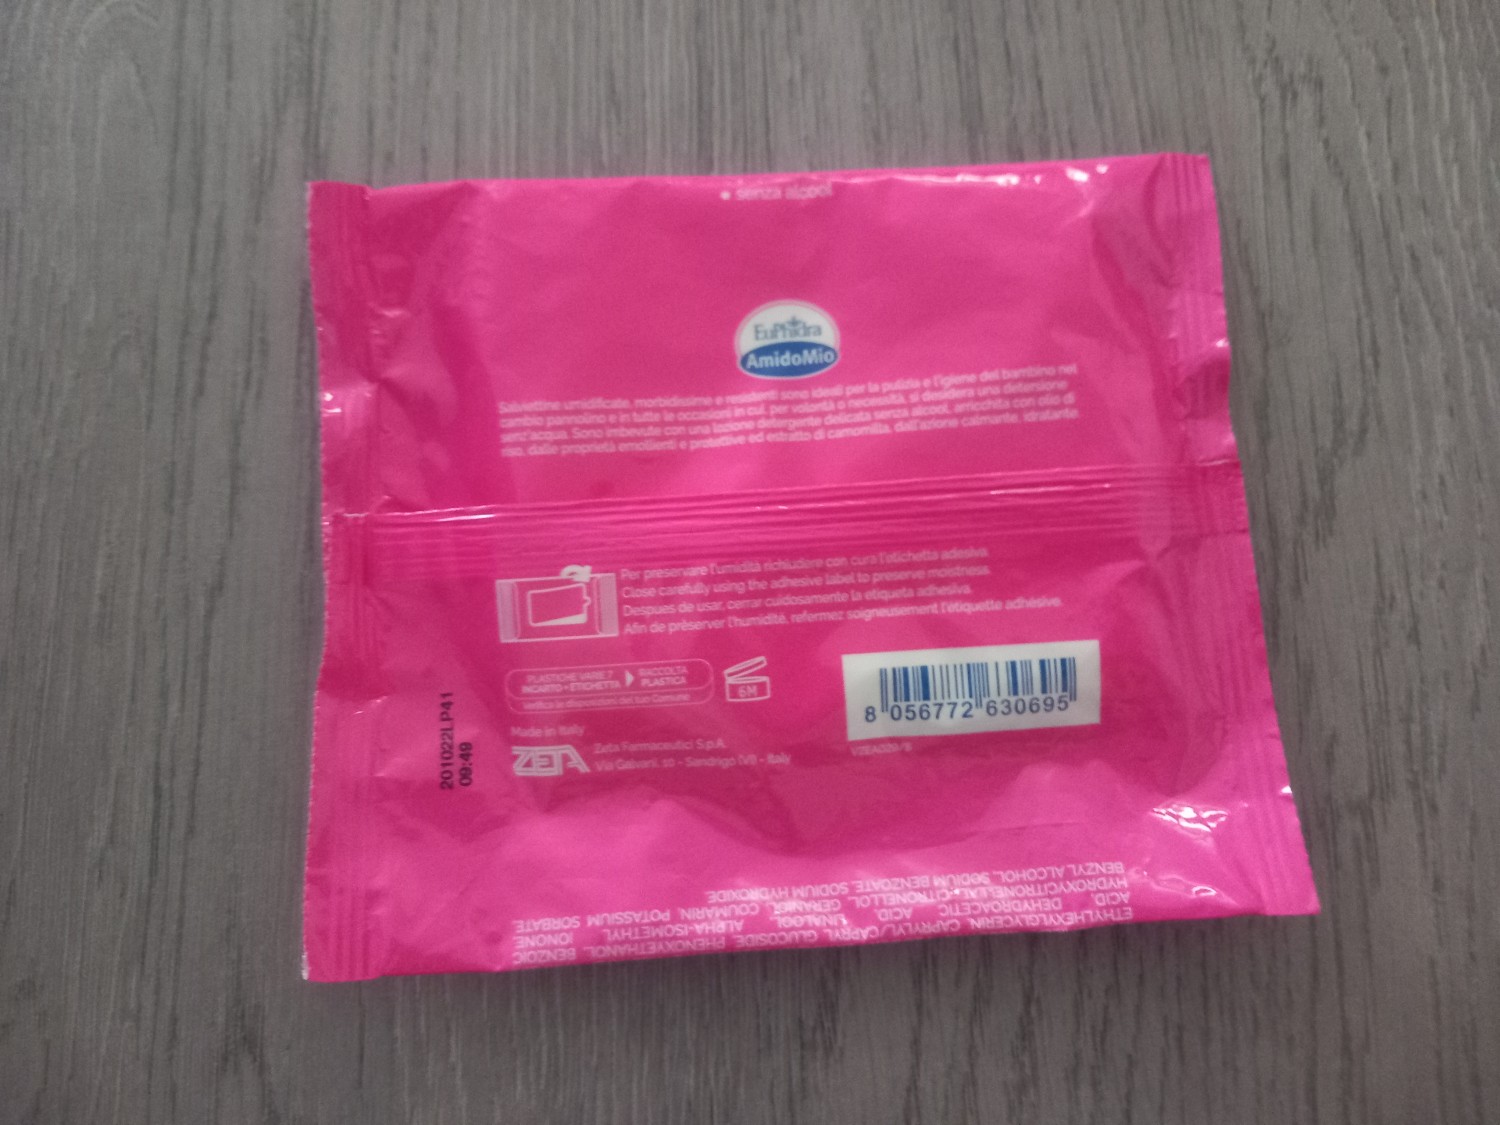 • senza alcool
EuPhidra
AmidoMio
Salviettine umidificate, morbidissime e resistenti sono ideali per la pulizia e l'igiene del bambino nel
cambio pannolino e in tutte le occasioni in cui, per volontà o necessità, si desidera una detersione
senz'acqua. Sono imbevute con una lozione detergente delicata senza alcool, arricchita con olio di
riso, dalle proprietà emollienti e protettive ed estratto di camomilla, dall'azione calmante, idratante
Per preservare l'umidità richiudere con cura l'etichetta adesiva.
Close carefully using the adhesive label to preserve moistness.
Despues de usar, cerrar cuidosamente la etiqueta adhesiva.
Afin de préserver l'humidité, refermez soigneusement l'étiquette adhésive.
PLASTICHE VARIE 7
INCARTO + ETICHETTA
RACCOLTA
PLASTICA
Verifica le disposizioni del tuo Comune
6M
8 056772 630695
Made in Italy
ZETA
Zeta Farmaceutici S.p.A.
Via Galvani, 10 - Sandrigo (VI) - Italy
201022LP41
09:49
BENZOIC
ACID, DEHYDROACETIC ACID,
ETHYLHEXYLGLYCERIN, CAPRYLYL/CAPRYL GLUCOSIDE, PHENOXYETHANOL,
HYDROXYCITRONELLAL, CITRONELLOL, GERANIOL, LINALOOL, ALPHA-ISOMETHYL IONONE,
BENZYL ALCOHOL, SODIUM BENZOATE, COUMARIN, POTASSIUM SORBATE,
SODIUM HYDROXIDE.